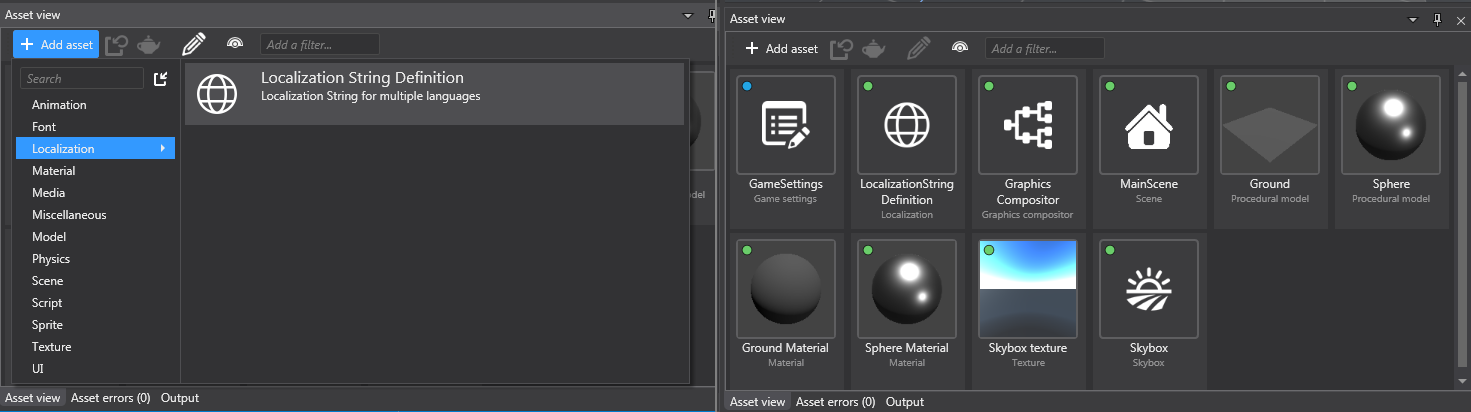 Asset view
Add asset
Add a filter...
Search
Animation
Font
Localization
Material
Media
Miscellaneous
Model
Physics
Scene
Script
Sprite
Texture
UI
Localization String Definition
Localization String for multiple languages
del
Asset view
Asset errors (0)
Output
Asset view
Add asset
Add a filter...
GameSettings
Game settings
LocalizationString
Definition
Localization
Graphics
Compositor
Graphics compositor
MainScene
Scene
Ground
Procedural model
Sphere
Procedural model
Ground Material
Material
Sphere Material
Material
Skybox texture
Texture
Skybox
Skybox
Asset view
Asset errors (0)
Output